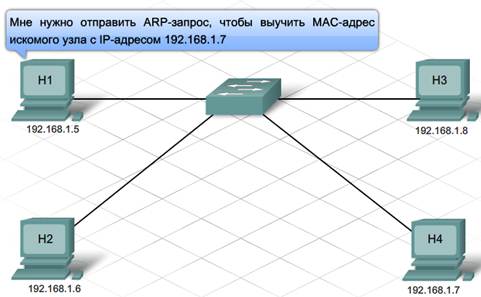 Мне нужно отправить ARP-запрос, чтобы выучить MAC-адрес
искомого узла с IP-адресом 192.168.1.7
H1
H3
192.168.1.5
192.168.1.8
H2
H4
192.168.1.6
192.168.1.7